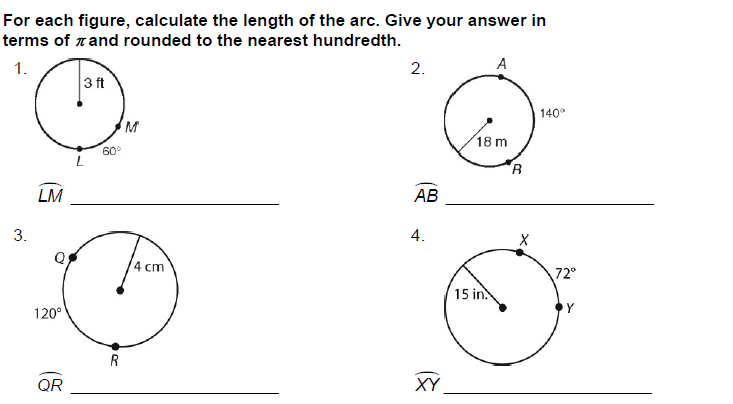 For each figure, calculate the length of the arc. Give your answer in
terms of π and rounded to the nearest hundredth.
1.
3 ft
M
60°
L
LM
2.
A
140°
18 m
B
AB
3.
Q
4 cm
120°
R
QR
4.
X
72°
15 in.
Y
XY